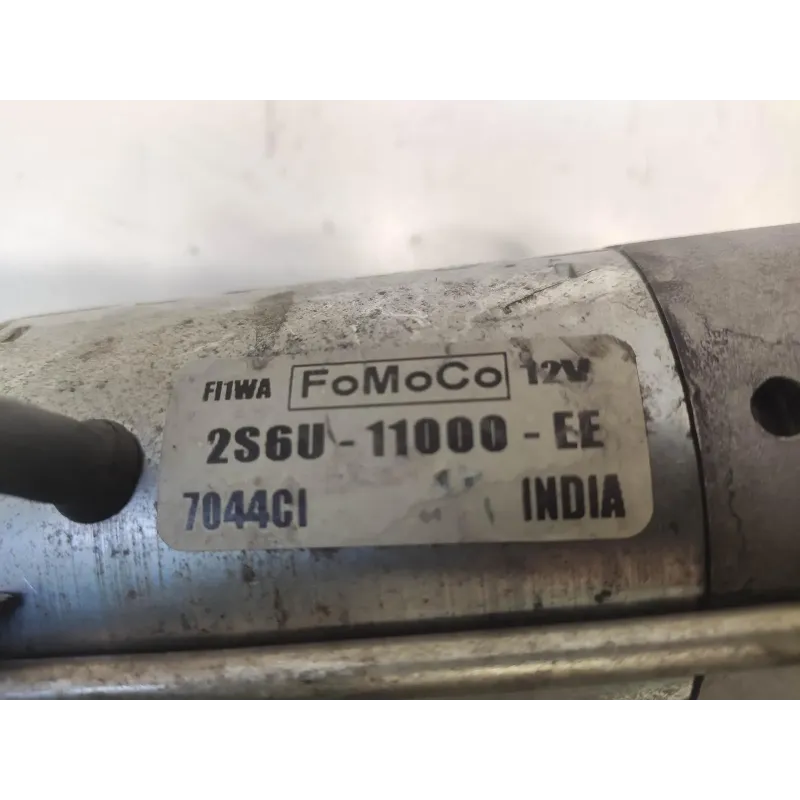 FI1WA FoMoCo 12V
2S6U-11000-EE
7044CI INDIA